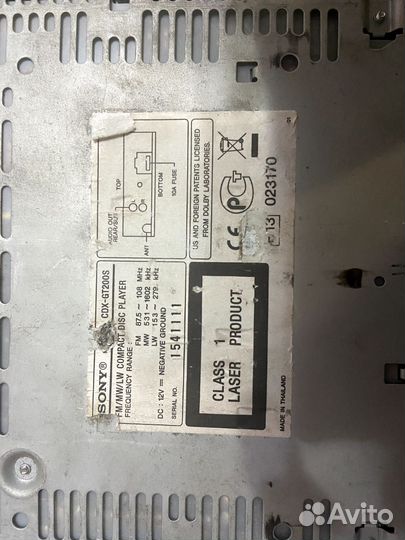 SONY® CDX-GT200S
FM/MW/LW COMPACT DISC PLAYER
FREQUENCY RANGE:
FM 87.5 – 108 MHz
MW 531 – 1602 kHz
LW 153 – 279 kHz
DC : 12V ⎓ NEGATIVE GROUND
SERIAL NO. 1541111
AUDIO OUT
TOP
R
ANT
BOTTOM
10A FUSE
US AND FOREIGN PATENTS LICENSED
FROM DOLBY LABORATORIES.
CLASS 1
LASER PRODUCT
CE
13 023170
MADE IN THAILAND
Avito